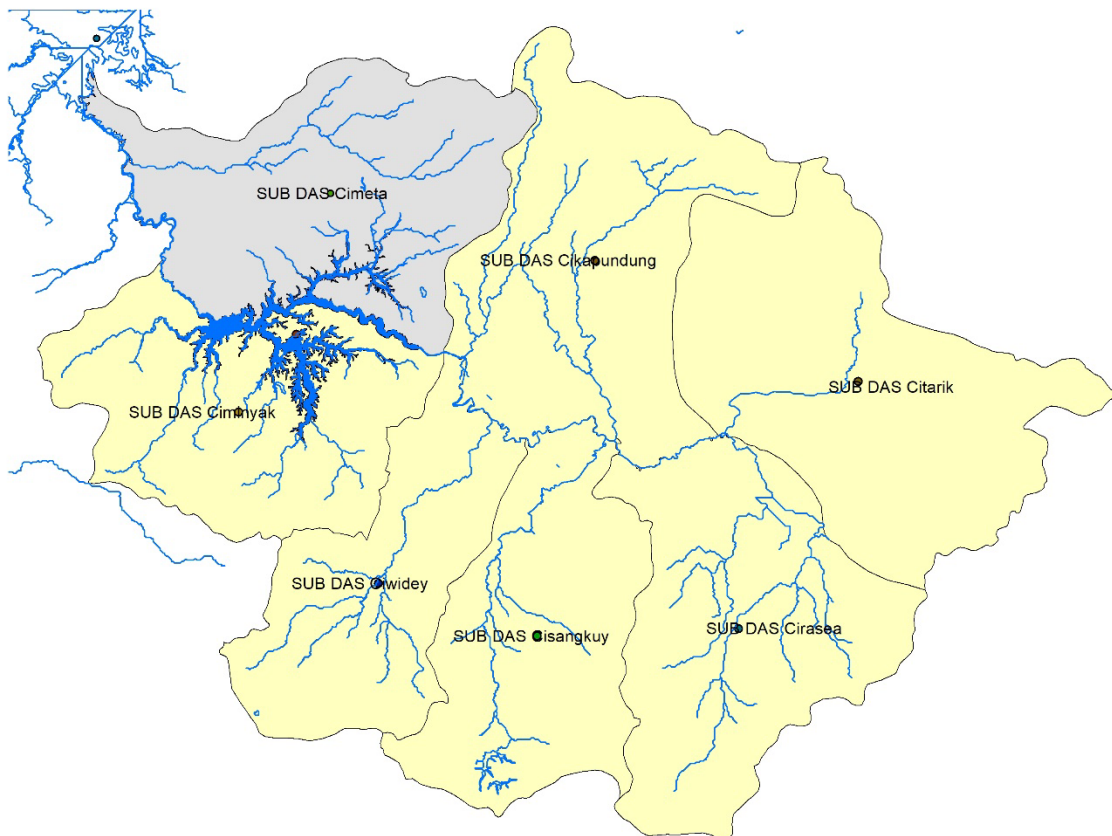 SUB DAS Cimeta
SUB DAS Cikapundung
SUB DAS Citarik
SUB DAS Ciminyak
SUB DAS Ciwidey
SUB DAS Cirasea
SUB DAS Cisangkuy